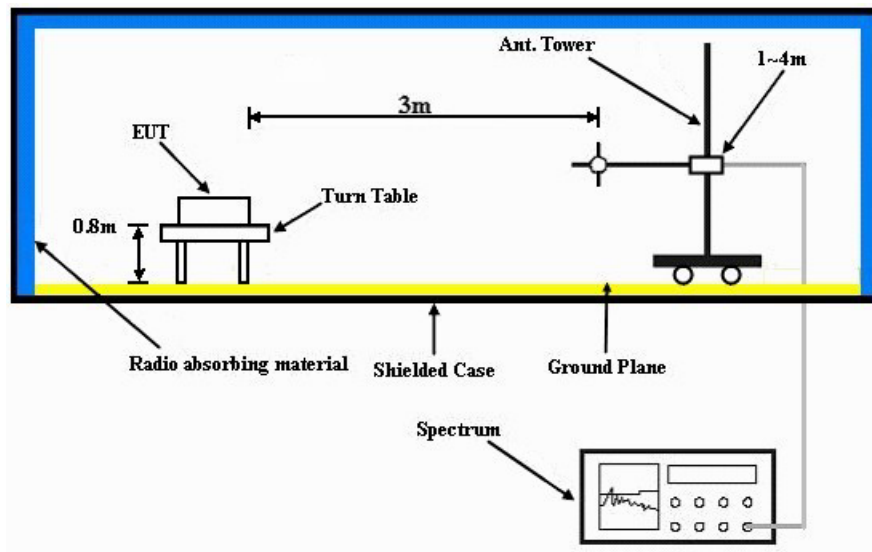 Ant. Tower
1~4m
3m
EUT
Turn Table
0.8m
Radio absorbing material
Shielded Case
Ground Plane
Spectrum